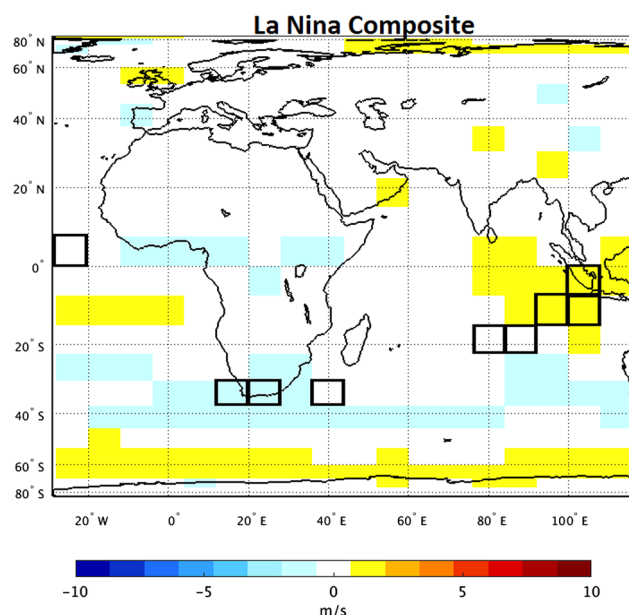 La Nina Composite
80° N
60° N
40° N
20° N
0°
20° S
40° S
60° S
80° S
20° W 0° 20° E 40° E 60° E 80° E 100° E
−10 −5 0 5 10
m/s